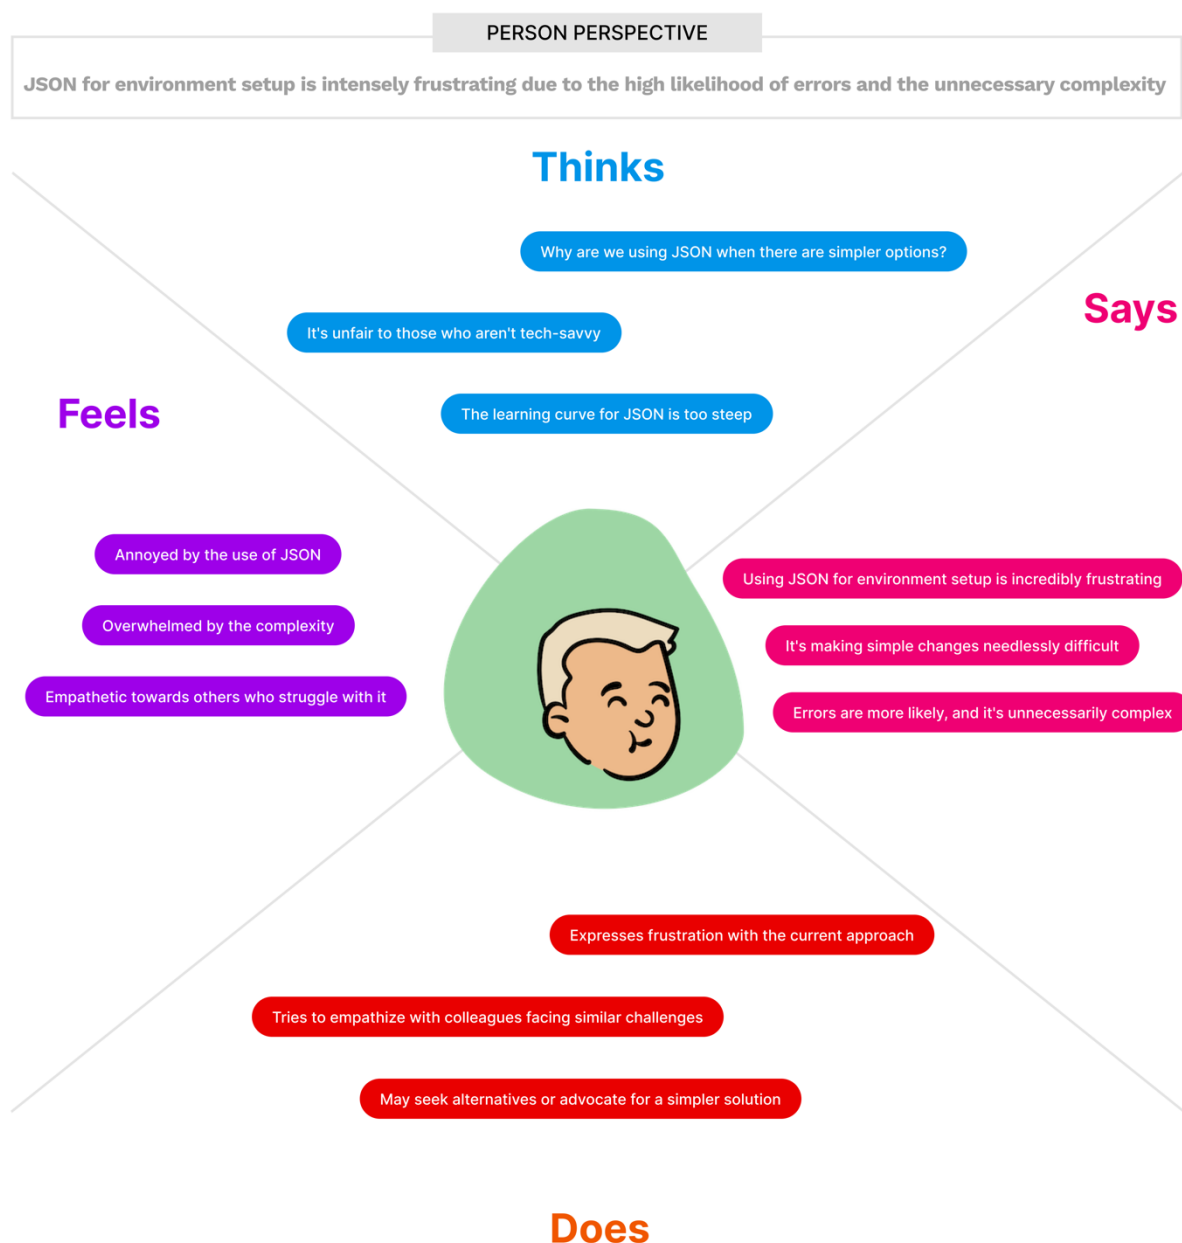 PERSON PERSPECTIVE
JSON for environment setup is intensely frustrating due to the high likelihood of errors and the unnecessary complexity
Thinks
Why are we using JSON when there are simpler options?
It's unfair to those who aren't tech-savvy
The learning curve for JSON is too steep
Says
Using JSON for environment setup is incredibly frustrating
It's making simple changes needlessly difficult
Errors are more likely, and it's unnecessarily complex
Feels
Annoyed by the use of JSON
Overwhelmed by the complexity
Empathetic towards others who struggle with it
Expresses frustration with the current approach
Tries to empathize with colleagues facing similar challenges
May seek alternatives or advocate for a simpler solution
Does